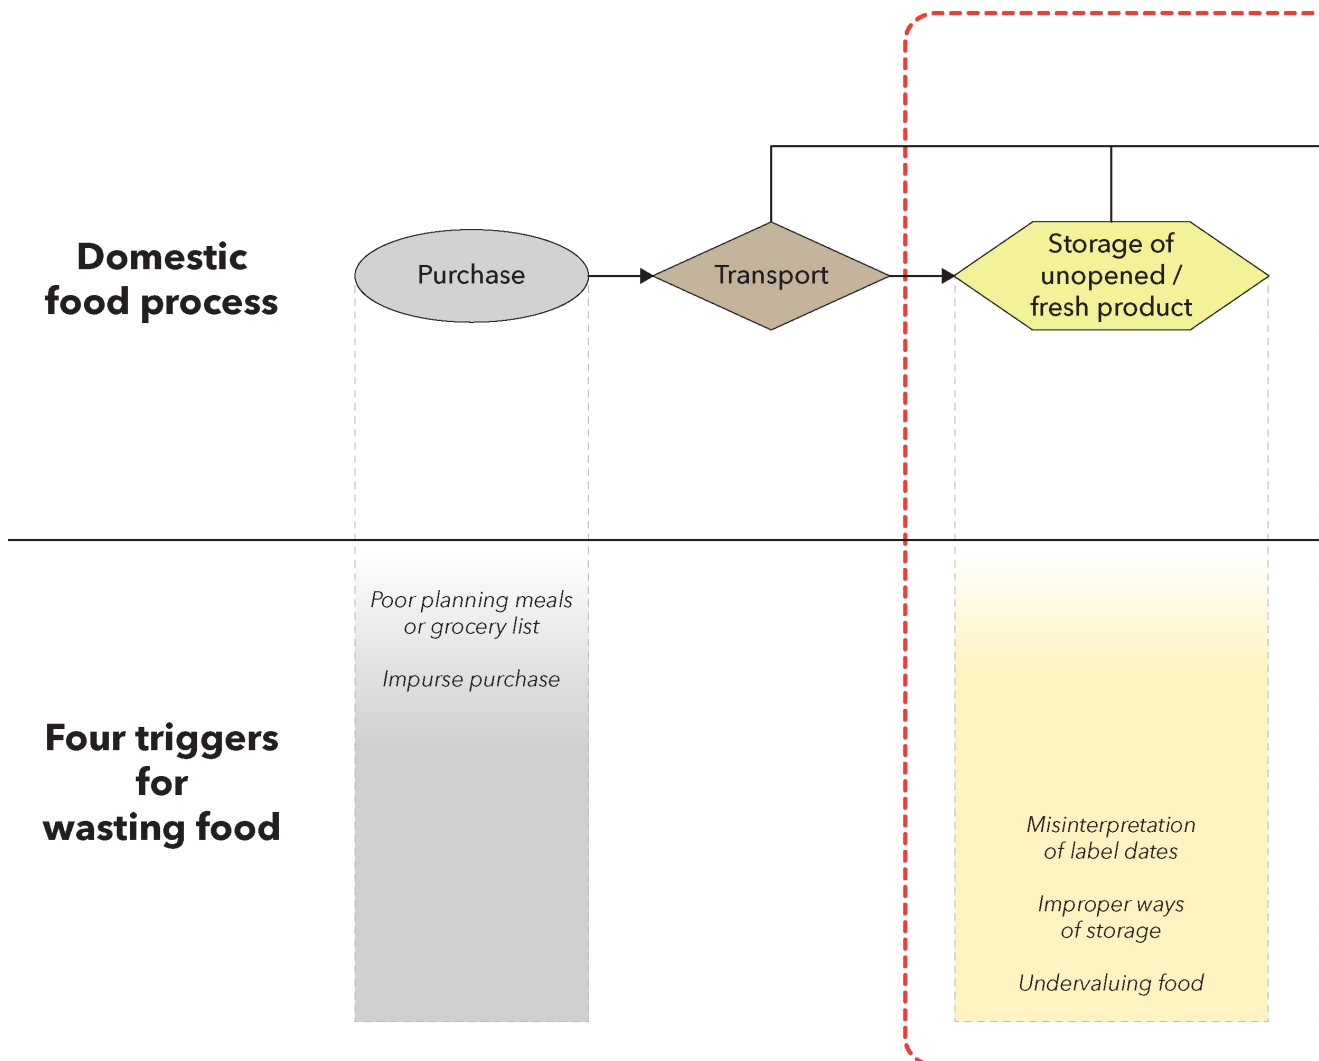 Domestic
food process
Purchase
Transport
Storage of
unopened /
fresh product
Four triggers
for
wasting food
Poor planning meals
or grocery list
Impurse purchase
Misinterpretation
of label dates
Improper ways
of storage
Undervaluing food